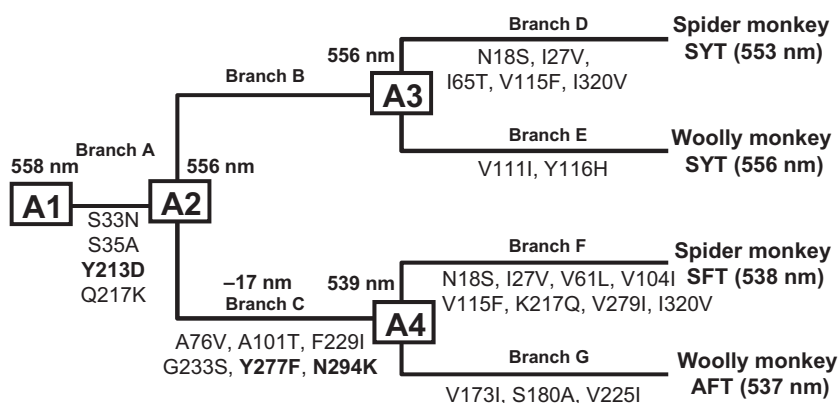 Branch D
Spider monkey
SYT (553 nm)
556 nm
N18S, I27V,
I65T, V115F, I320V
Branch B
A3
Branch E
Woolly monkey
SYT (556 nm)
V111I, Y116H
Branch A
558 nm
556 nm
A1
A2
S33N
S35A
Y213D
Q217K
Branch F
Spider monkey
SFT (538 nm)
–17 nm
539 nm
Branch C
N18S, I27V, V61L, V104I
V115F, K217Q, V279I, I320V
A4
A76V, A101T, F229I
G233S, Y277F, N294K
Branch G
Woolly monkey
AFT (537 nm)
V173I, S180A, V225I